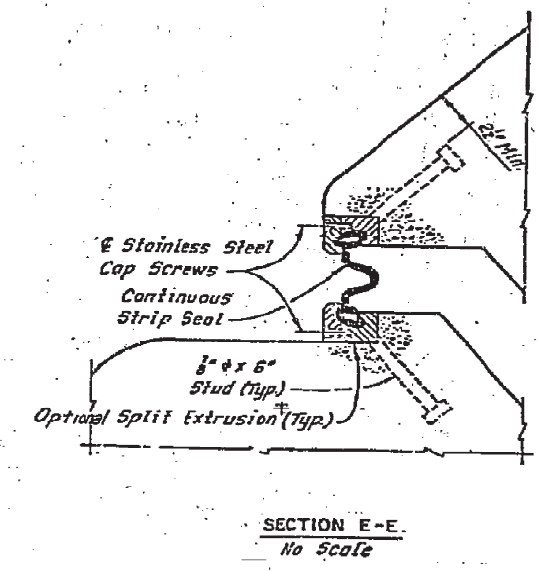 2½" Min.
℄ Stainless Steel
Cap Screws
Continuous
Strip Seal
⅞" ϕ x 6"
Stud (Typ.)
Optional Split Extrusion ‡ (Typ.)
SECTION E-E
No Scale